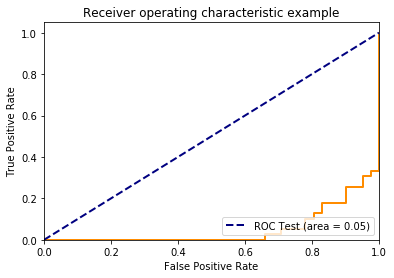 Receiver operating characteristic example
True Positive Rate
1.0
0.8
0.6
0.4
0.2
0.0
ROC Test (area = 0.05)
0.0 0.2 0.4 0.6 0.8 1.0
False Positive Rate